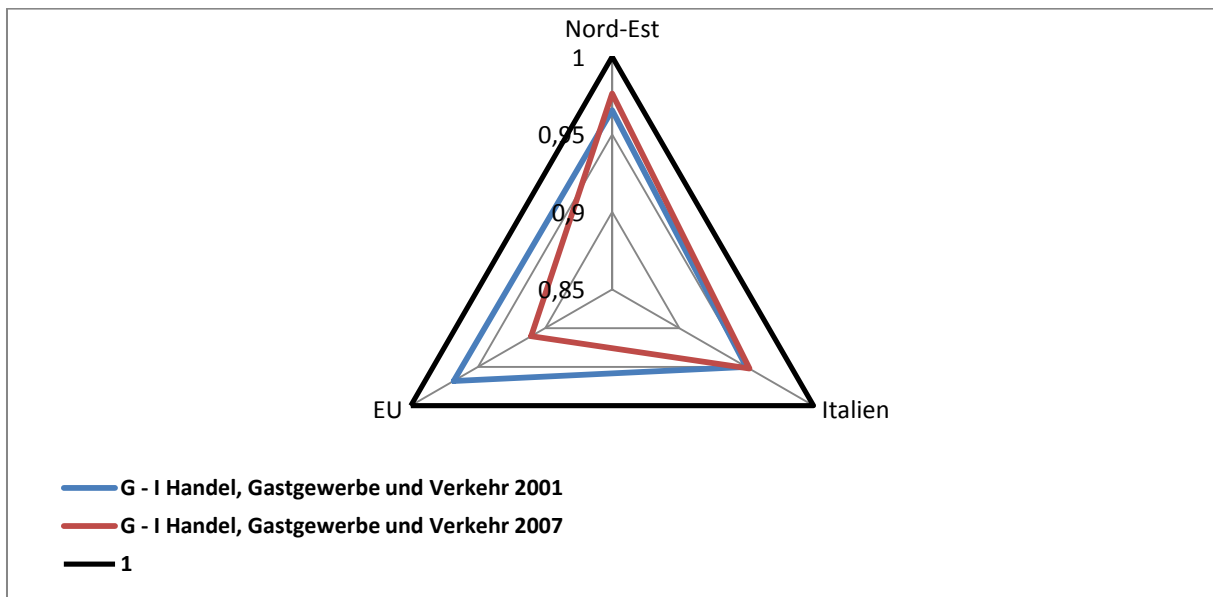 Nord-Est
1
0,95
0,9
0,85
EU
Italien
G - I Handel, Gastgewerbe und Verkehr 2001
G - I Handel, Gastgewerbe und Verkehr 2007
1